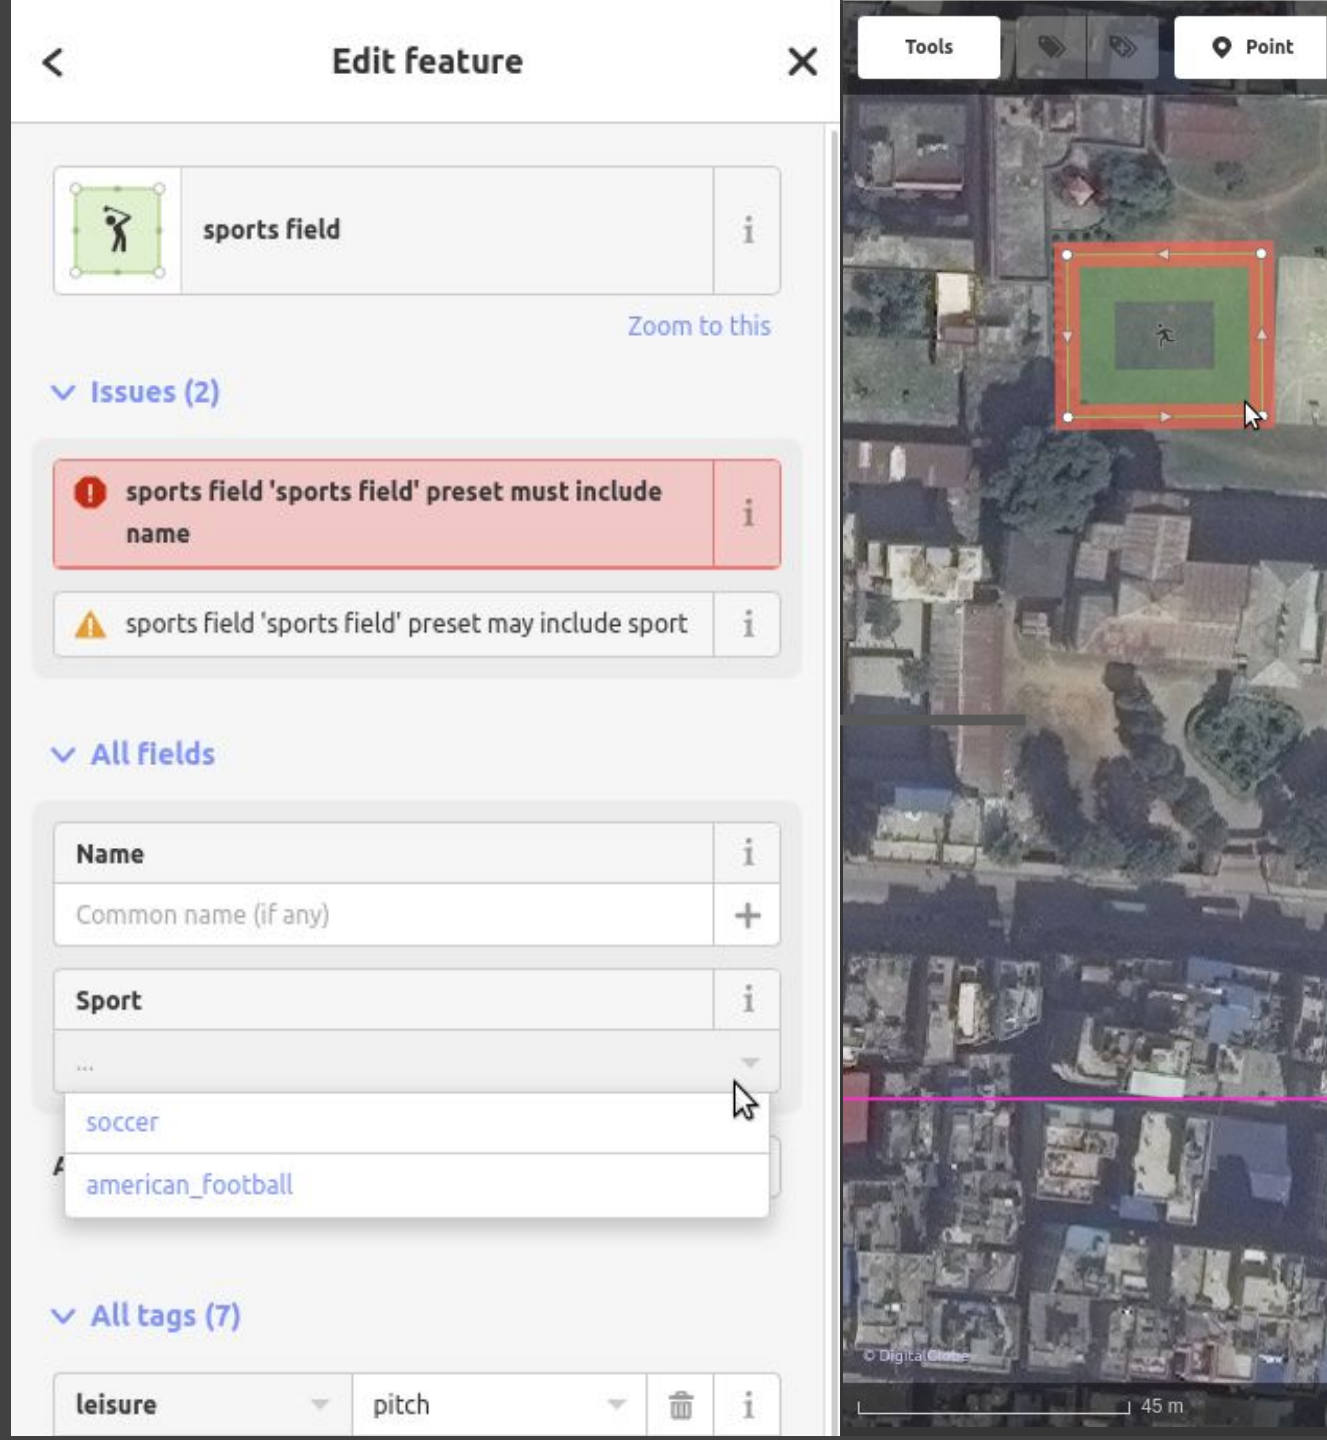 Edit feature
sports field
Zoom to this
Issues (2)
sports field 'sports field' preset must include
name
sports field 'sports field' preset may include sport
All fields
Name
Common name (if any)
Sport
...
soccer
american_football
All tags (7)
leisure
pitch
Tools
Point
© DigitalGlobe
45 m